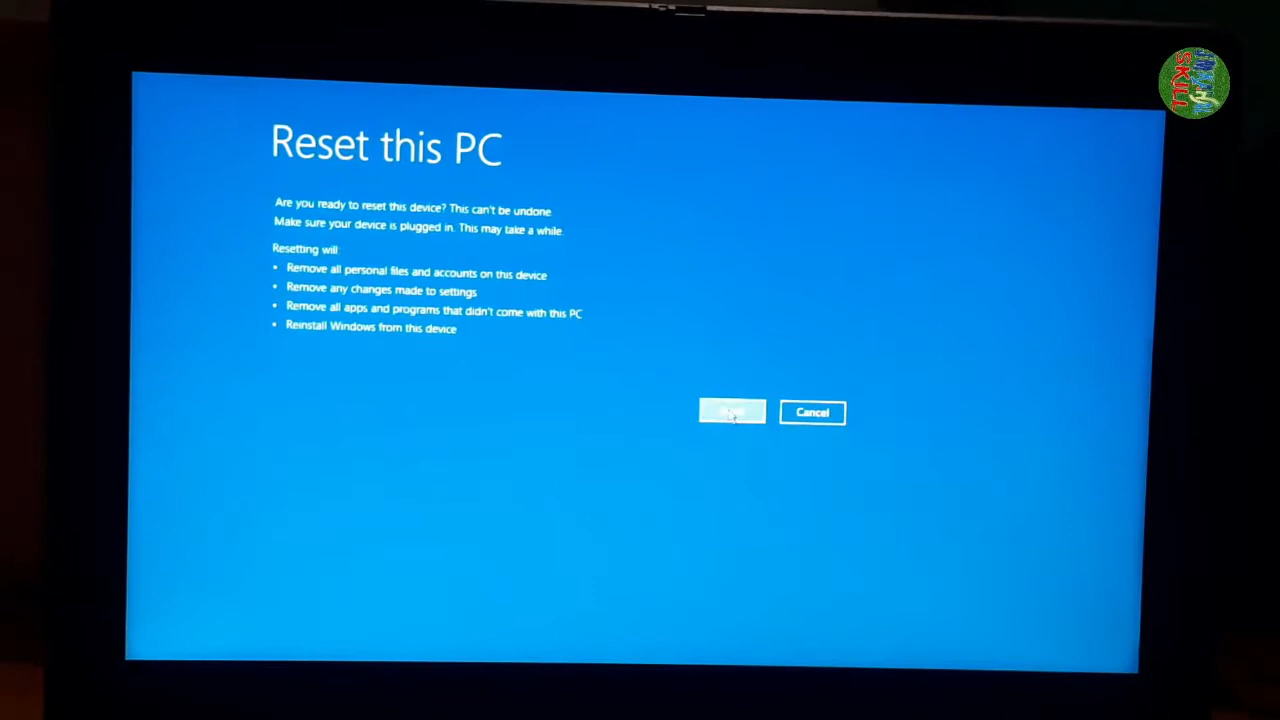 Reset this PC
Are you ready to reset this device? This can't be undone
Make sure your device is plugged in. This may take a while.
Resetting will:
• Remove all personal files and accounts on this device
• Remove any changes made to settings
• Remove all apps and programs that didn't come with this PC
• Reinstall Windows from this device
Cancel
SKILL